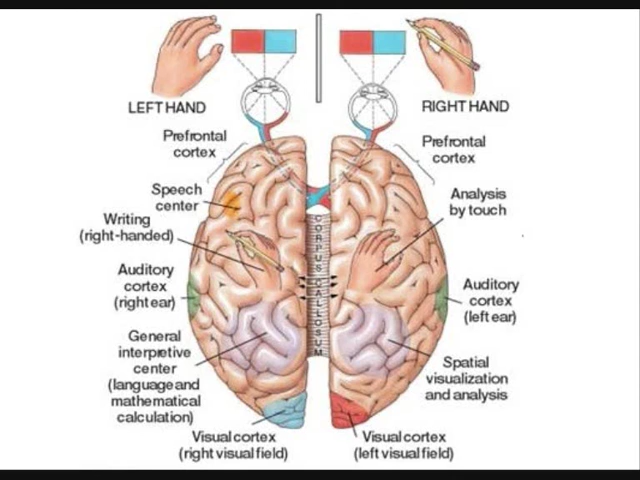 LEFT HAND
RIGHT HAND
Prefrontal
cortex
Prefrontal
cortex
Speech
center
Analysis
by touch
Writing
(right-handed)
CORPUS CALLOSUM
Auditory
cortex
(right ear)
Auditory
cortex
(left ear)
General
interpretive
center
(language and
mathematical
calculation)
Spatial
visualization
and analysis
Visual cortex
(right visual field)
Visual cortex
(left visual field)